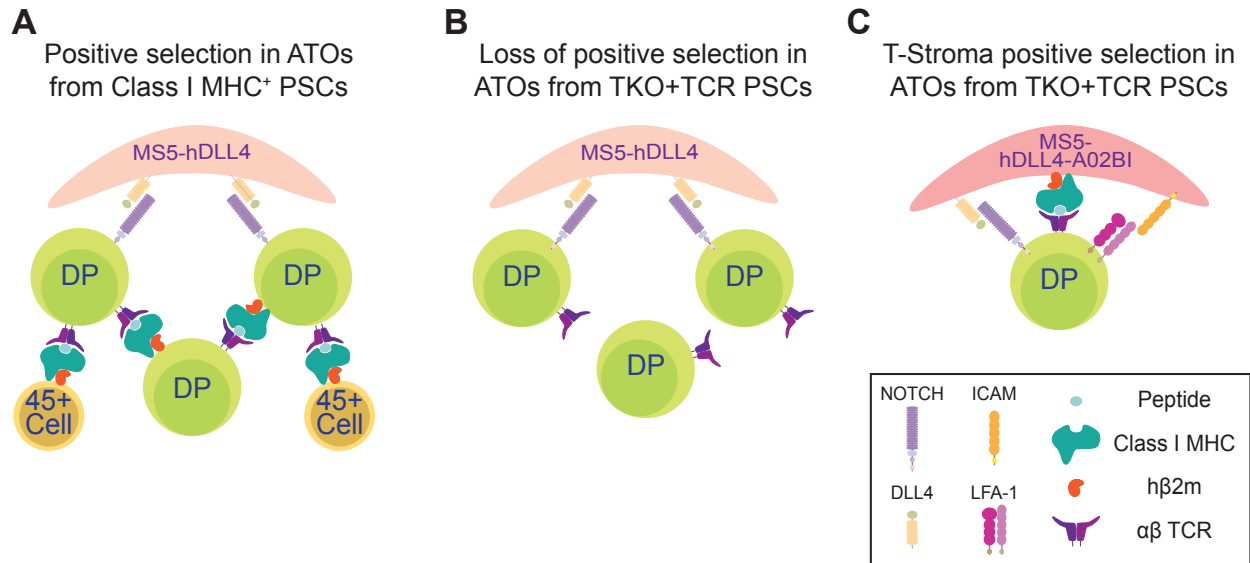 A
Positive selection in ATOs
from Class I MHC⁺ PSCs
MS5-hDLL4
DP
DP
DP
45+
Cell
45+
Cell
B
Loss of positive selection in
ATOs from TKO+TCR PSCs
MS5-hDLL4
DP
DP
DP
C
T-Stroma positive selection in
ATOs from TKO+TCR PSCs
MS5-
hDLL4-A02BI
DP
NOTCH
ICAM
Peptide
Class I MHC
DLL4
LFA-1
hβ2m
αβ TCR